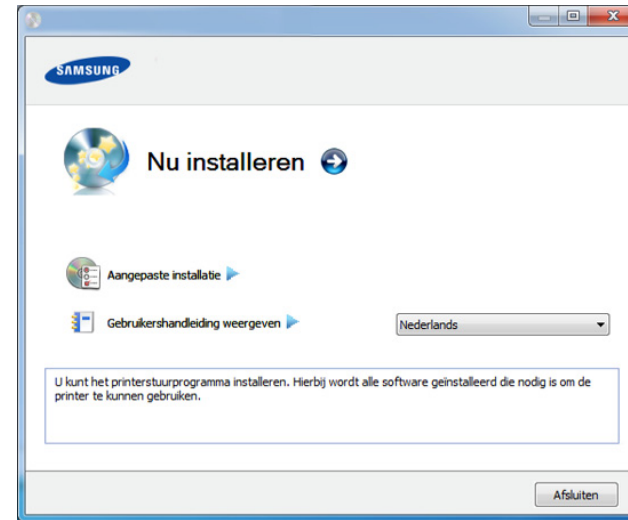 SAMSUNG
Nu installeren
Aangepaste installatie
Gebruikershandleiding weergeven
Nederlands
U kunt het printerstuurprogramma installeren. Hierbij wordt alle software geïnstalleerd die nodig is om de
printer te kunnen gebruiken.
Afsluiten